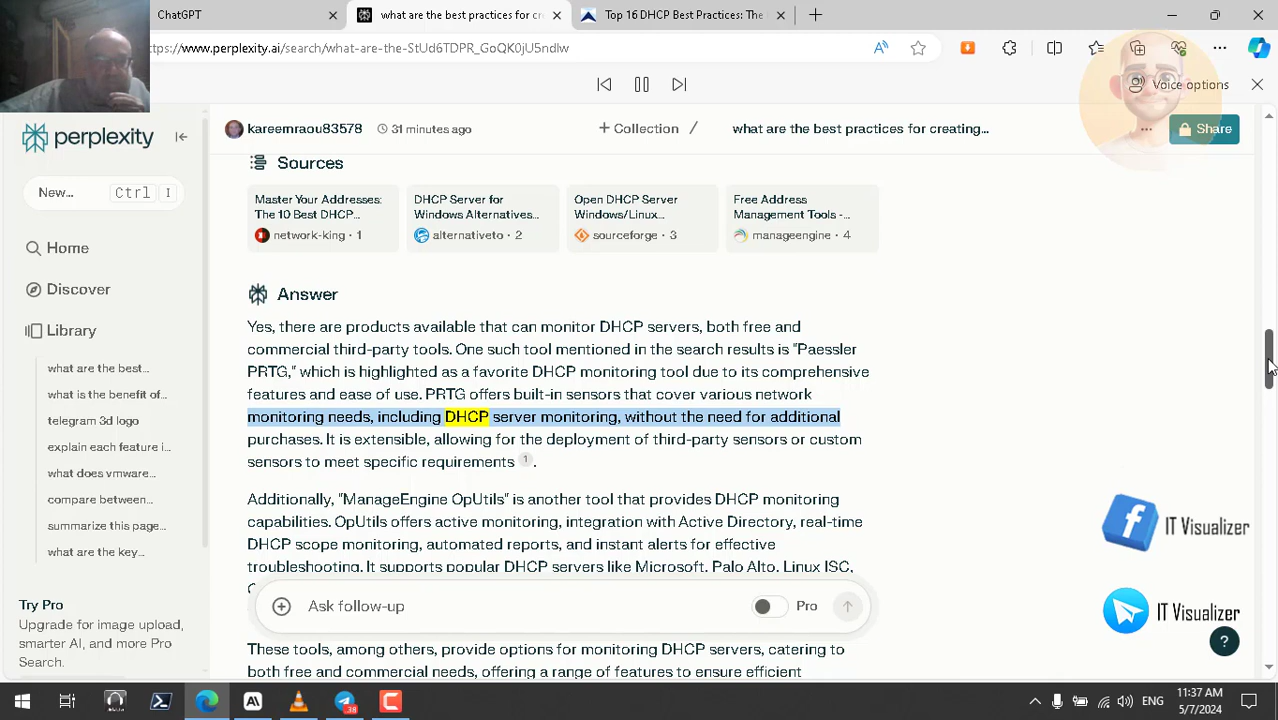 ChatGPT
what are the best practices for cre
Top 16 DHCP Best Practices: The
https://www.perplexity.ai/search/what-are-the-StUd6TDPR_GoQK0jU5ndlw
Voice options
perplexity
kareemraou83578
31 minutes ago
+ Collection /
what are the best practices for creating...
Share
New...
Ctrl I
Home
Discover
Library
what are the best...
what is the benefit of...
telegram 3d logo
explain each feature i...
what does vmware...
compare between...
summarize this page...
what are the key...
Try Pro
Upgrade for image upload,
smarter AI, and more Pro
Search.
Sources
Master Your Addresses:
The 10 Best DHCP...
network-king · 1
DHCP Server for
Windows Alternatives...
alternativeto · 2
Open DHCP Server
Windows/Linux...
sourceforge · 3
Free Address
Management Tools -...
manageengine · 4
Answer
Yes, there are products available that can monitor DHCP servers, both free and
commercial third-party tools. One such tool mentioned in the search results is "Paessler
PRTG," which is highlighted as a favorite DHCP monitoring tool due to its comprehensive
features and ease of use. PRTG offers built-in sensors that cover various network
monitoring needs, including DHCP server monitoring, without the need for additional
purchases. It is extensible, allowing for the deployment of third-party sensors or custom
sensors to meet specific requirements 1 .
Additionally, "ManageEngine OpUtils" is another tool that provides DHCP monitoring
capabilities. OpUtils offers active monitoring, integration with Active Directory, real-time
DHCP scope monitoring, automated reports, and instant alerts for effective
troubleshooting. It supports popular DHCP servers like Microsoft, Palo Alto, Linux ISC,
Ask follow-up
Pro
These tools, among others, provide options for monitoring DHCP servers, catering to
both free and commercial needs, offering a range of features to ensure efficient
IT Visualizer
IT Visualizer
?
38
ENG
11:37 AM
5/7/2024